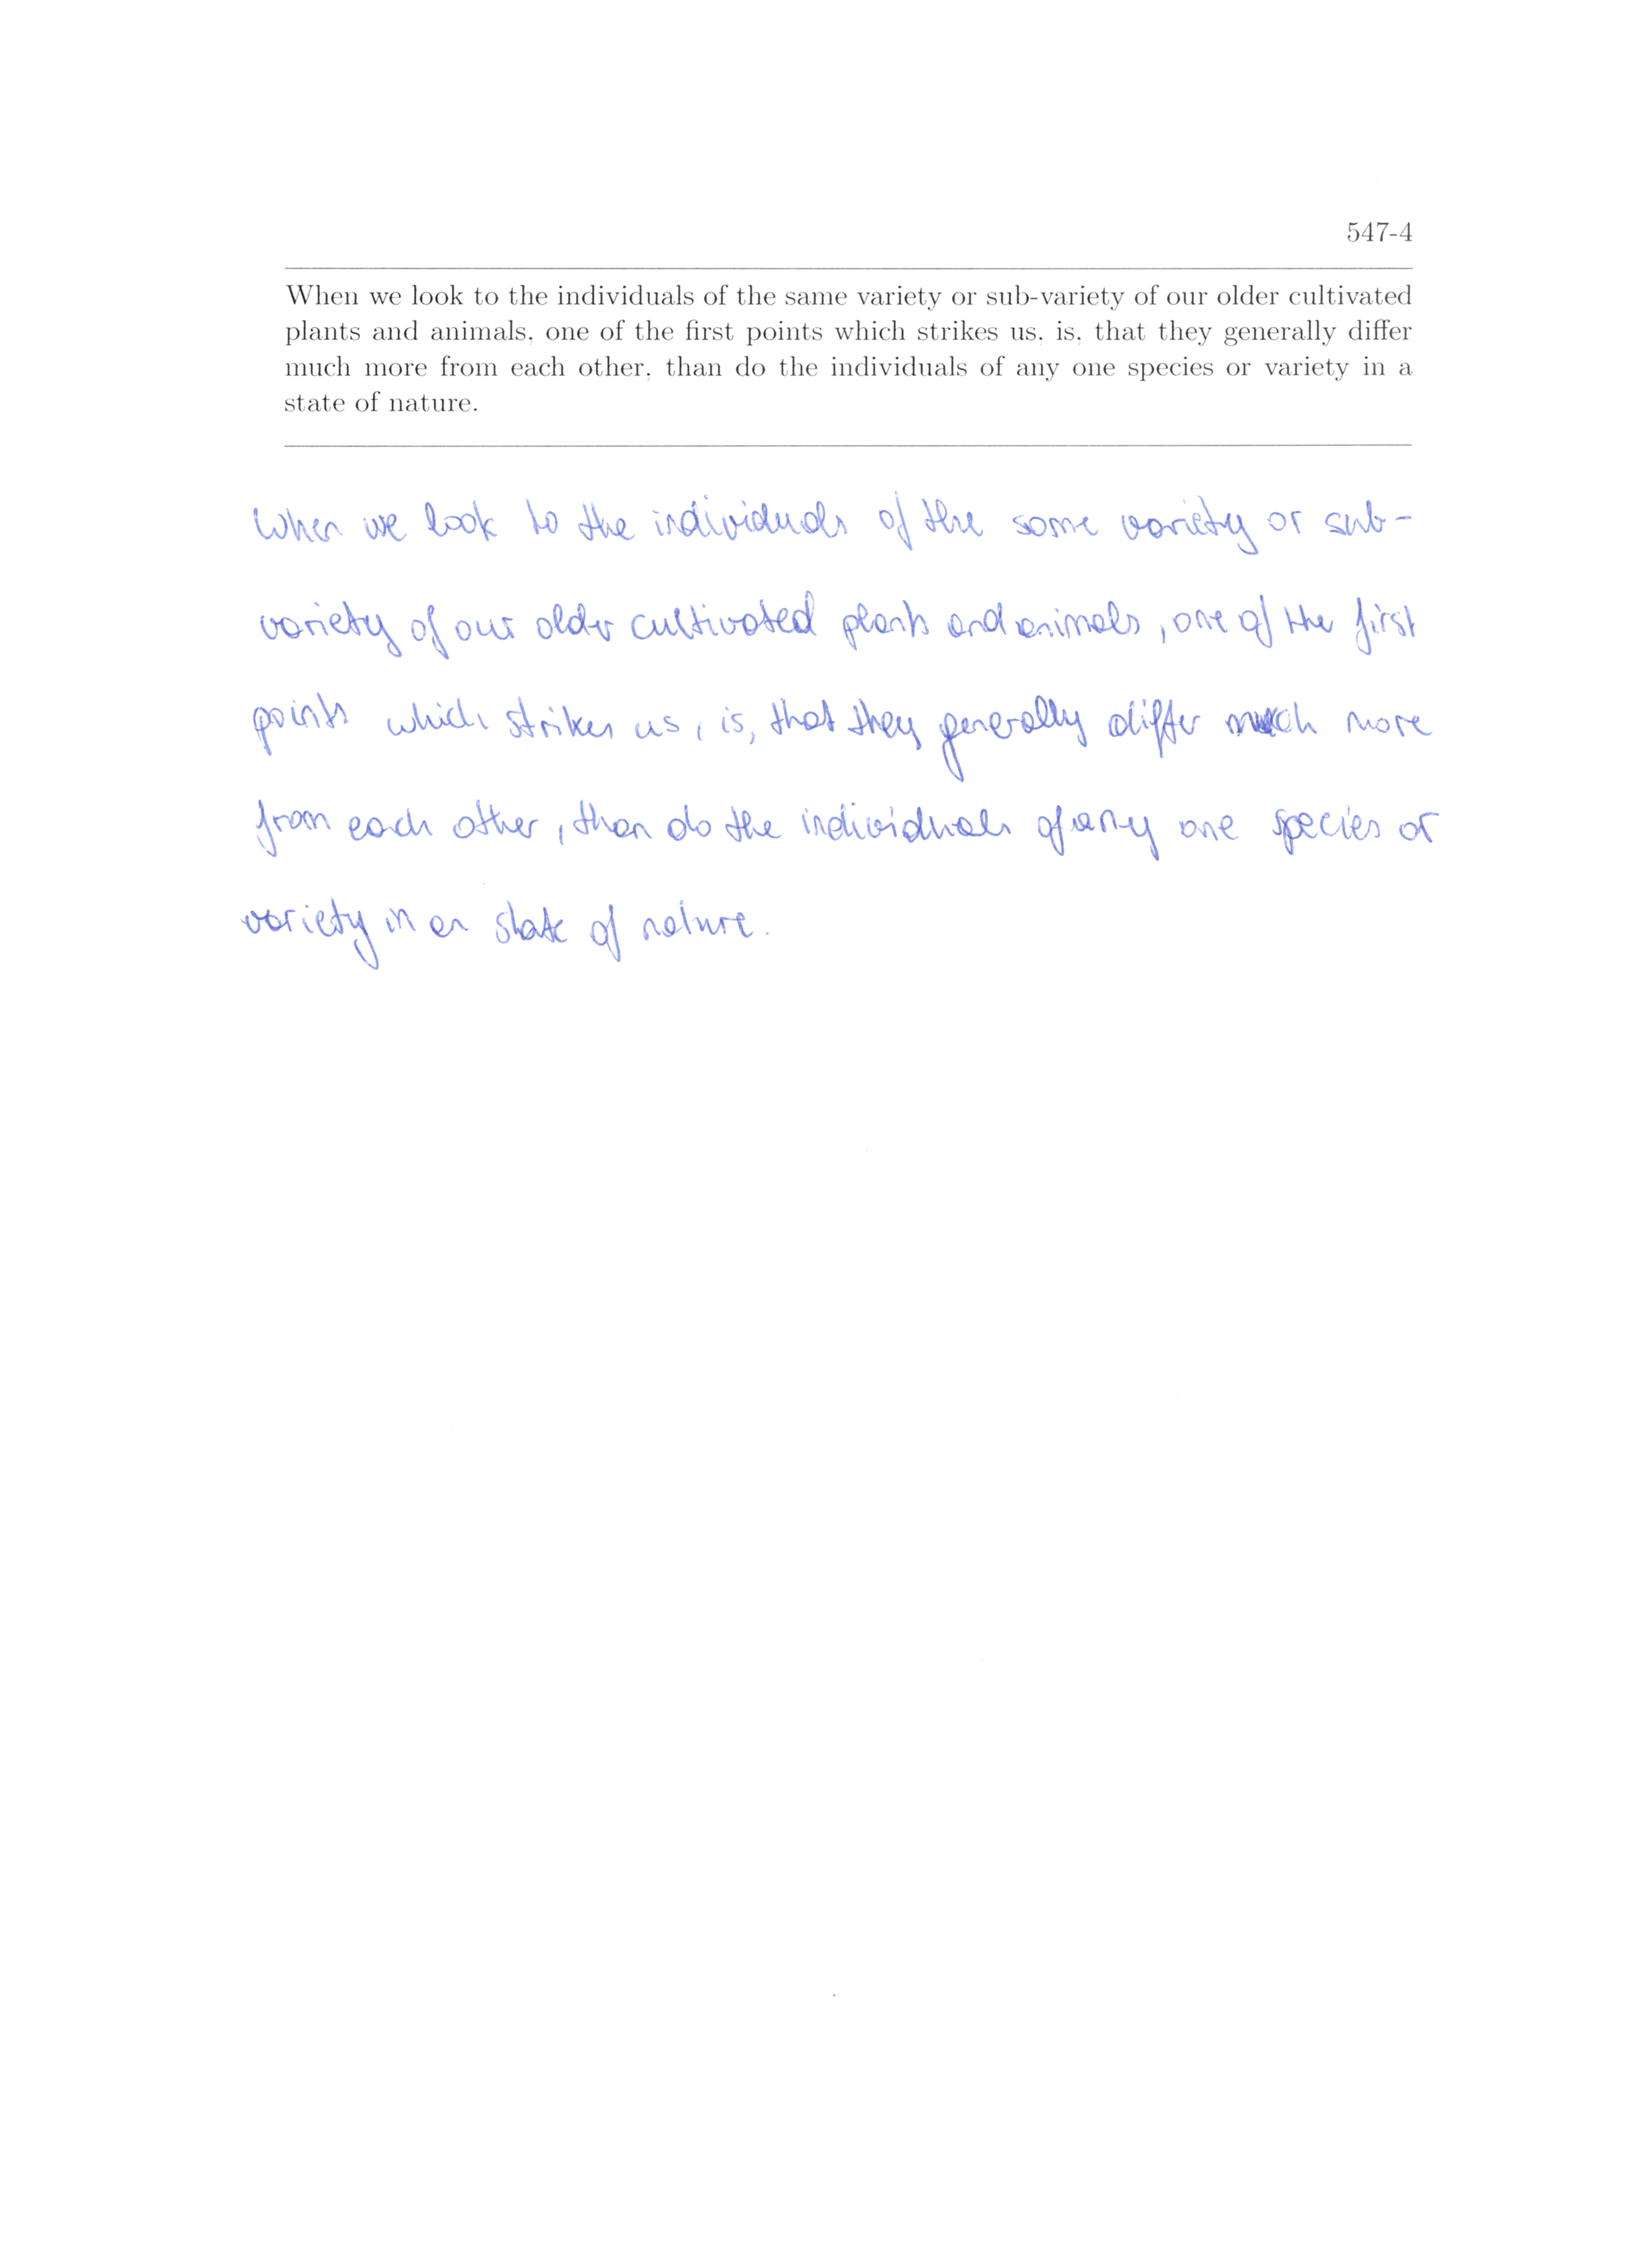 547-4
When we look to the individuals of the same variety or sub-variety of our older cultivated
plants and animals, one of the first points which strikes us, is, that they generally differ
much more from each other, than do the individuals of any one species or variety in a
state of nature.
When we look to the individuals of the same variety or sub-
variety of our older cultivated plants and animals, one of the first
points which strikes us, is, that they generally differ much more
from each other, than do the individuals of any one species or
variety in an state of nature.